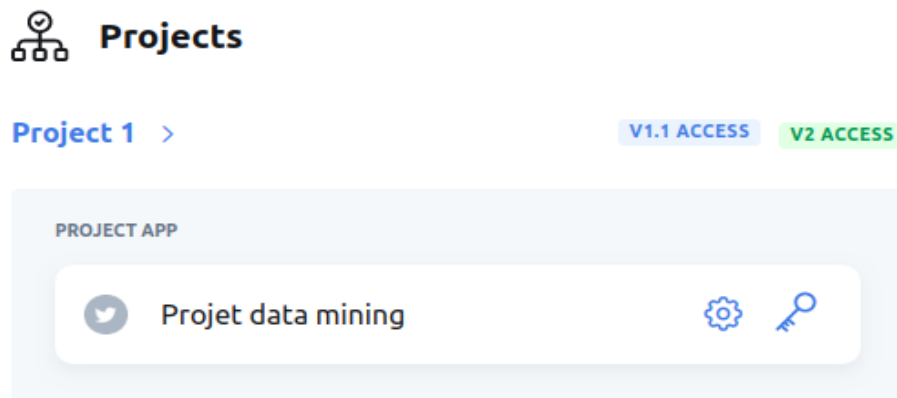 Projects
Project 1 >
V1.1 ACCESS
V2 ACCESS
PROJECT APP
Projet data mining